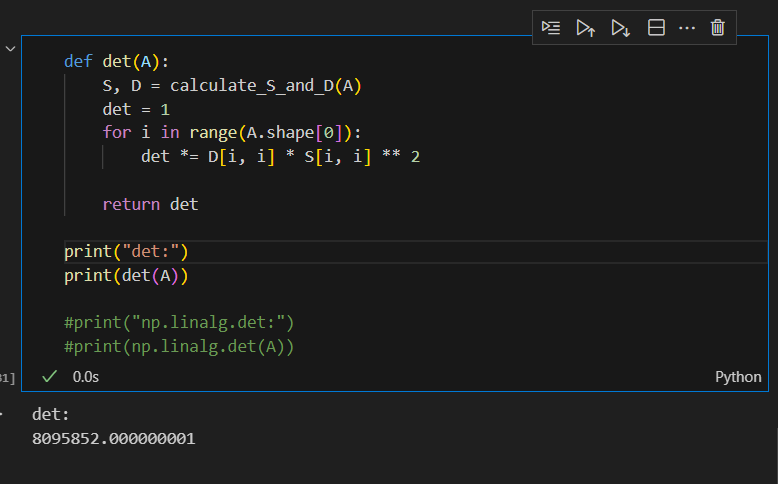 def det(A):
    S, D = calculate_S_and_D(A)
    det = 1
    for i in range(A.shape[0]):
        det *= D[i, i] * S[i, i] ** 2
    return det
print("det:")
print(det(A))
#print("np.linalg.det:")
#print(np.linalg.det(A))
31]
0.0s
Python
det:
8095852.000000001